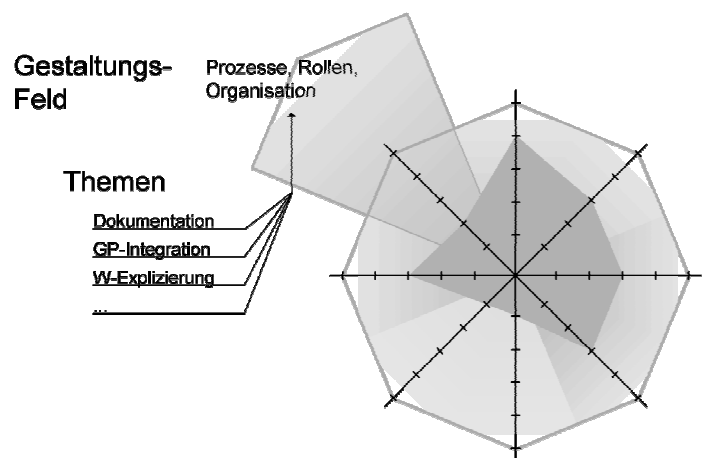 Gestaltungs-
Feld
Prozesse, Rollen,
Organisation
Themen
Dokumentation
GP-Integration
W-Explizierung
...